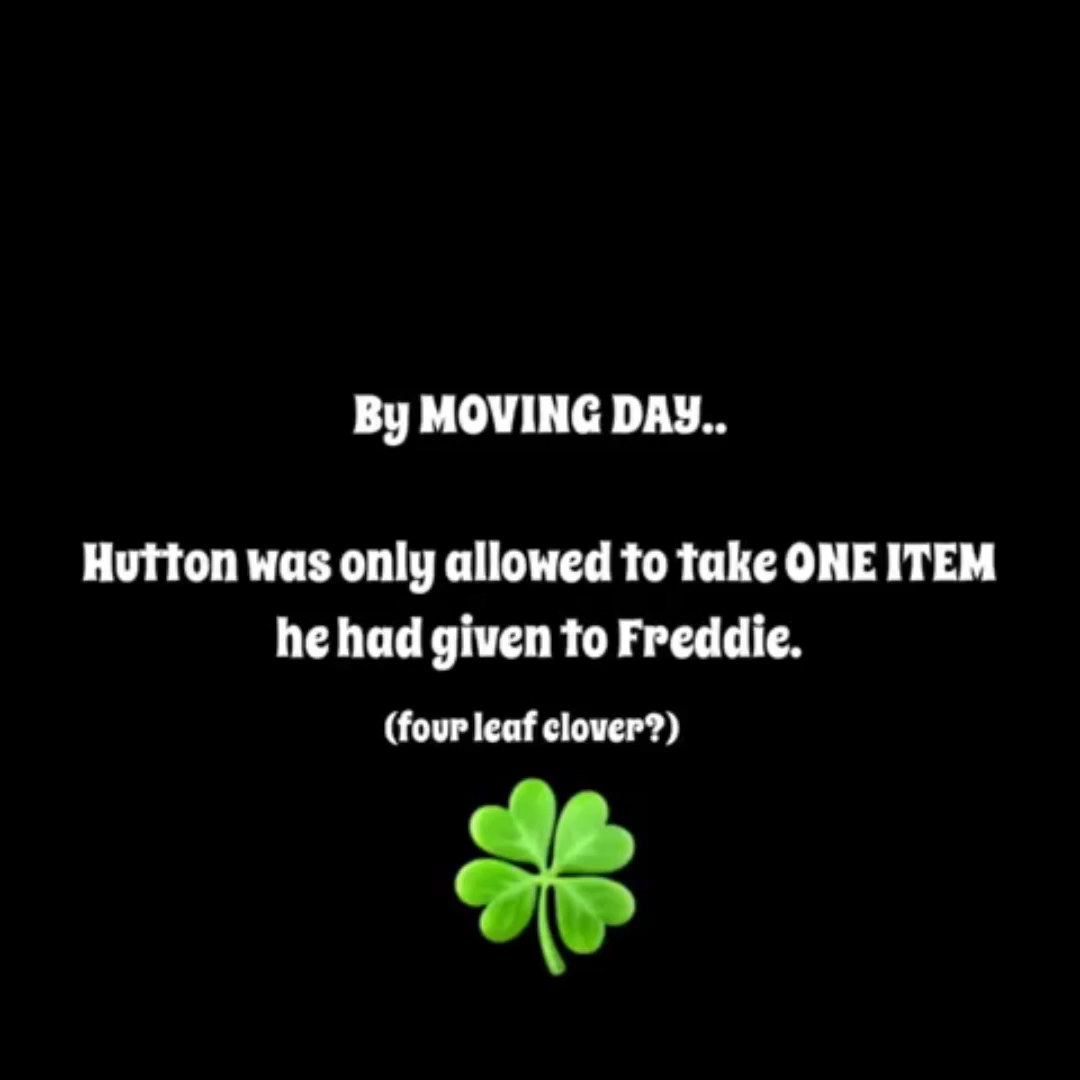 By MOVING DAY..
Hutton was only allowed to take ONE ITEM
he had given to Freddie.
(four leaf clover?)